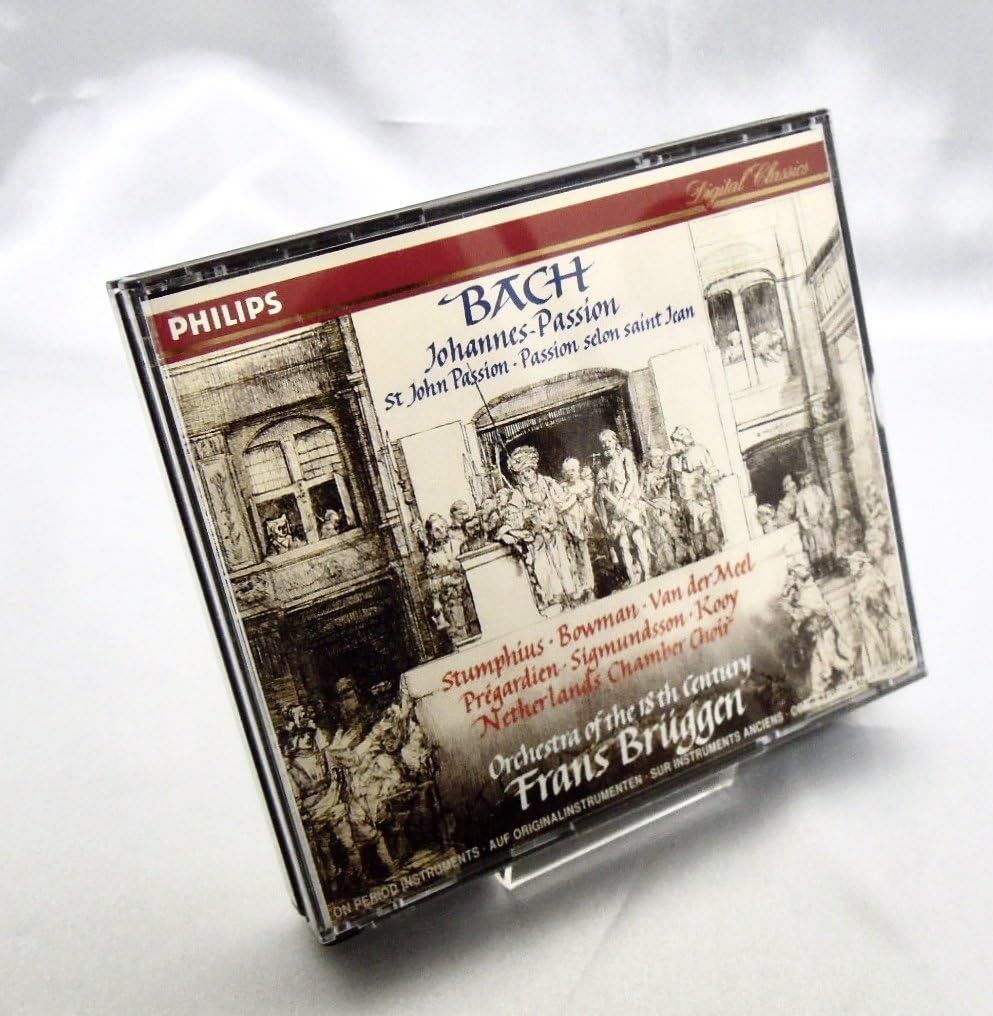 Digital Classics
PHILIPS
BACH
Johannes-Passion
St John Passion · Passion selon saint Jean
Stumphius · Bowman · Van der Meel
Prégardien · Sigmundsson · Kooy
Netherlands Chamber Choir
Orchestra of the 18th Century
Frans Brüggen
ON PERIOD INSTRUMENTS · AUF ORIGINALINSTRUMENTEN · SUR INSTRUMENTS ANCIENS ·